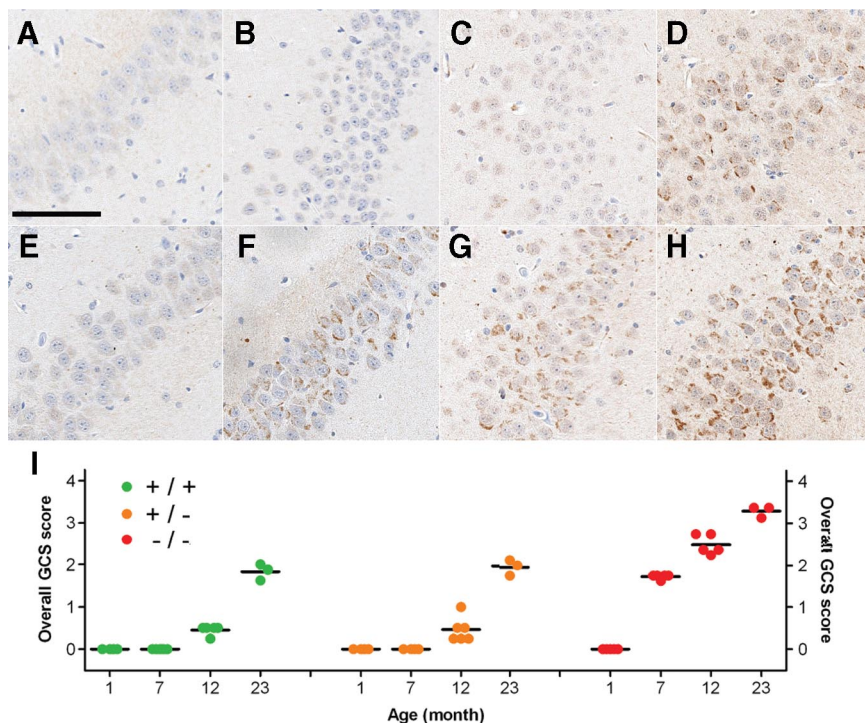 A B C D
E F G H
I
+ / +
+ / -
- / -
Overall GCS score
4
3
2
1
0
4
3
2
1
0
Overall GCS score
1 7 12 23 1 7 12 23 1 7 12 23
Age (month)